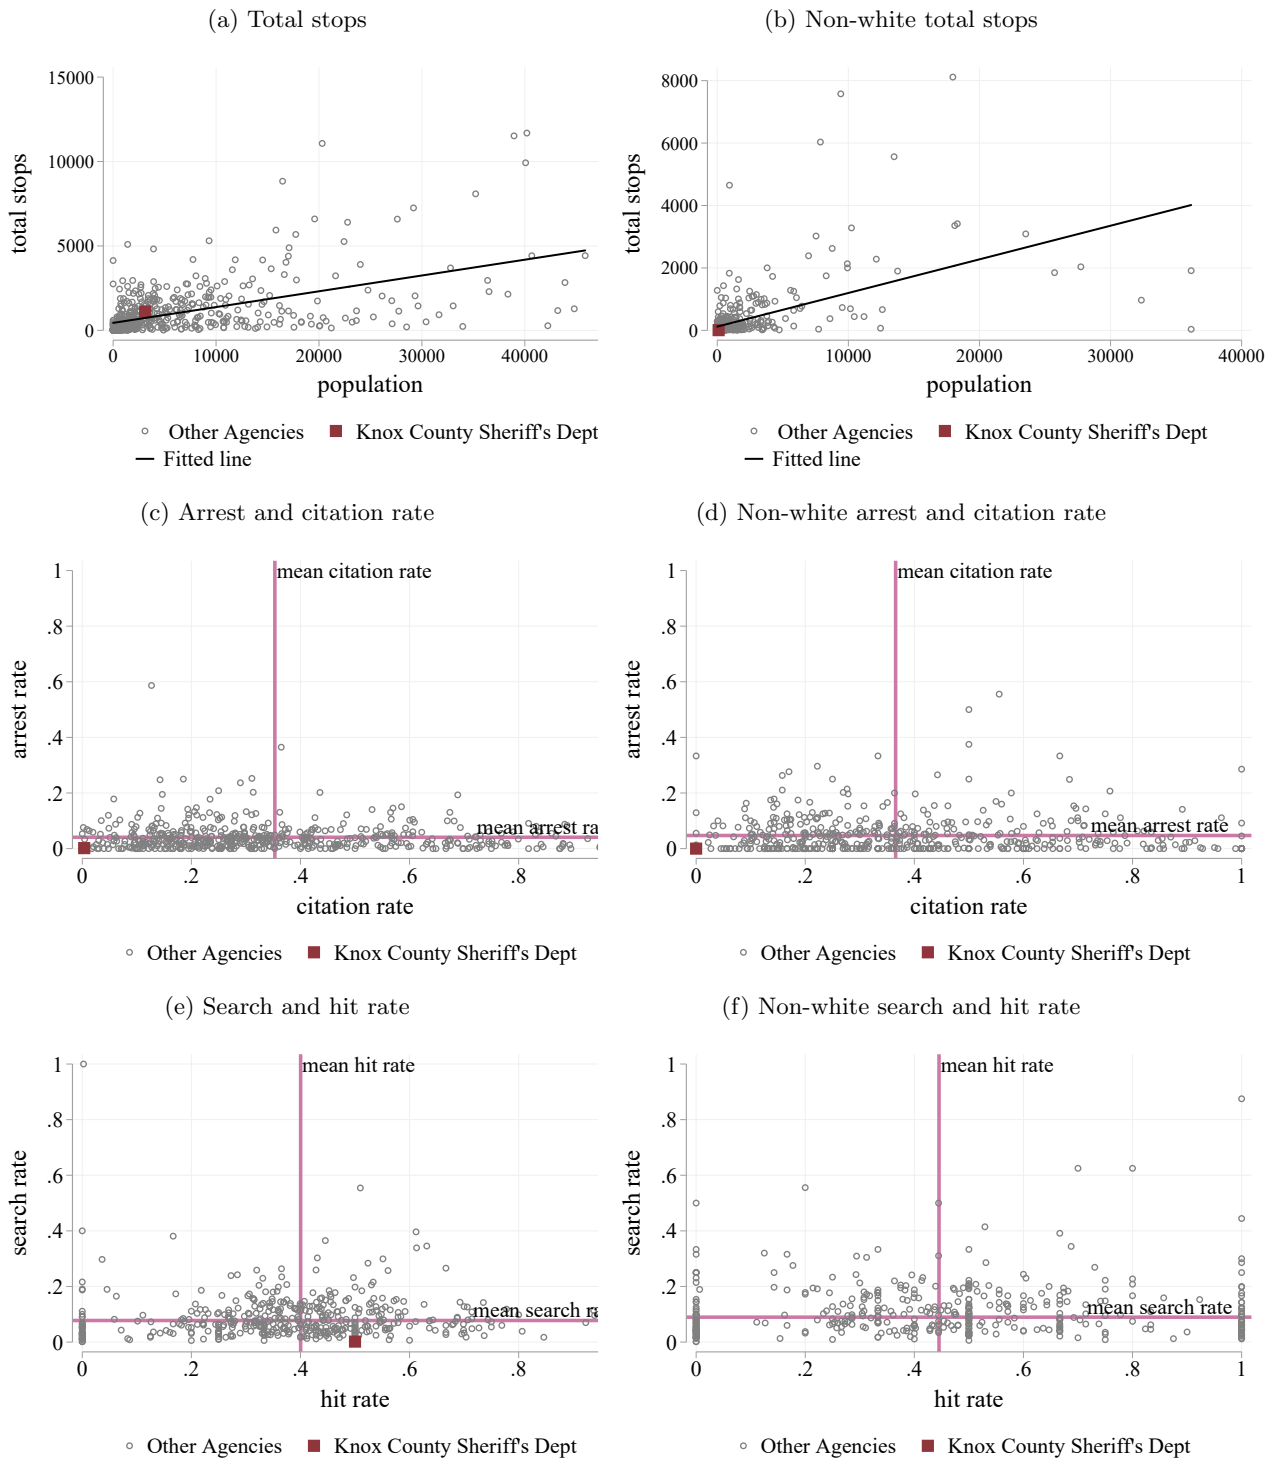 (a) Total stops
(b) Non-white total stops
total stops
15000
10000
5000
0
0 10000 20000 30000 40000
population
Other Agencies Knox County Sheriff's Dept
Fitted line
total stops
8000
6000
4000
2000
0
0 10000 20000 30000 40000
population
Other Agencies Knox County Sheriff's Dept
Fitted line
(c) Arrest and citation rate
(d) Non-white arrest and citation rate
arrest rate
1
.8
.6
.4
.2
0
mean citation rate
mean arrest ra
0 .2 .4 .6 .8
citation rate
Other Agencies Knox County Sheriff's Dept
arrest rate
1
.8
.6
.4
.2
0
mean citation rate
mean arrest rate
0 .2 .4 .6 .8 1
citation rate
Other Agencies Knox County Sheriff's Dept
(e) Search and hit rate
(f) Non-white search and hit rate
search rate
1
.8
.6
.4
.2
0
mean hit rate
mean search ra
0 .2 .4 .6 .8
hit rate
Other Agencies Knox County Sheriff's Dept
search rate
1
.8
.6
.4
.2
0
mean hit rate
mean search rate
0 .2 .4 .6 .8 1
hit rate
Other Agencies Knox County Sheriff's Dept